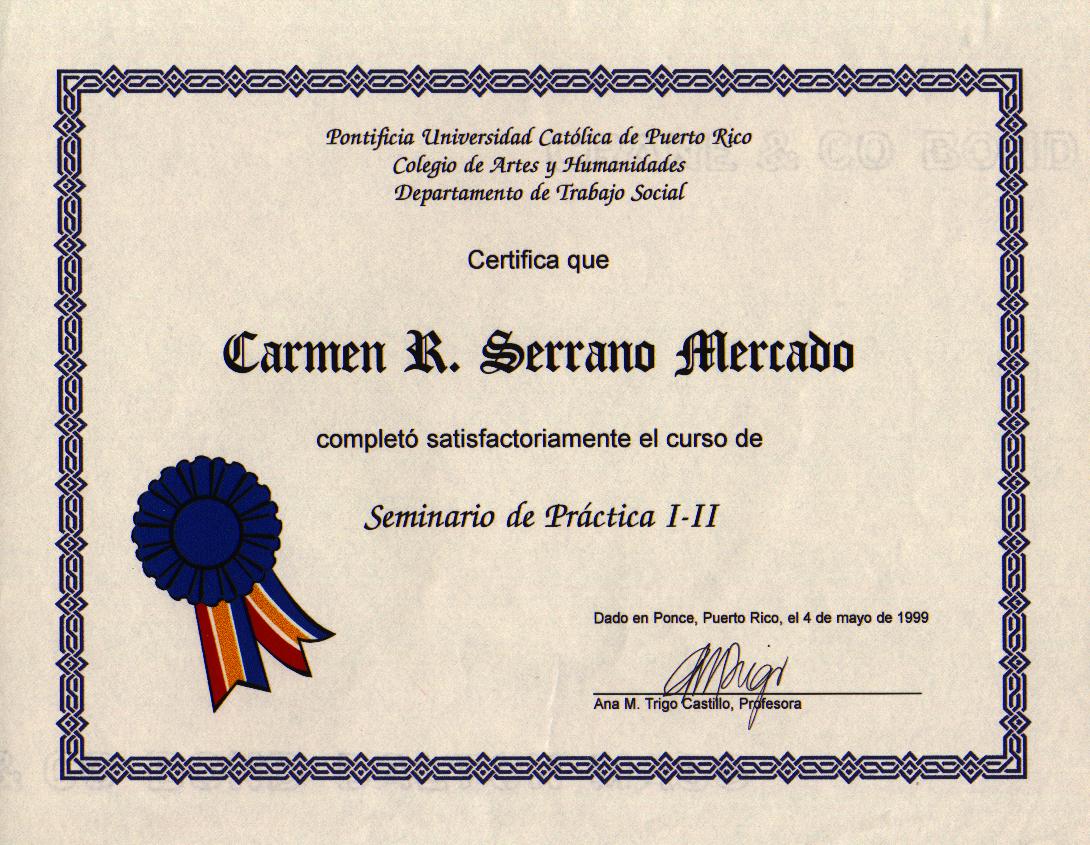 Pontificia Universidad Católica de Puerto Rico
Colegio de Artes y Humanidades
Departamento de Trabajo Social
Certifica que
Carmen R. Serrano Mercado
completó satisfactoriamente el curso de
Seminario de Práctica I-II
Dado en Ponce, Puerto Rico, el 4 de mayo de 1999
Ana M. Trigo Castillo, Profesora
& CO BOND